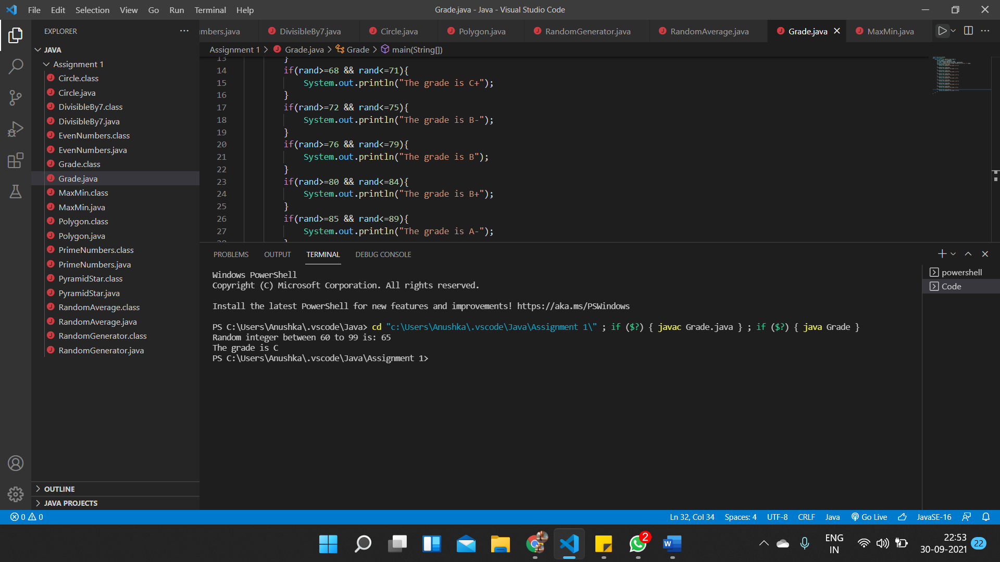 File Edit Selection View Go Run Terminal Help
Grade.java - Java - Visual Studio Code
EXPLORER
mbers.java DivisibleBy7.java Circle.java Polygon.java RandomGenerator.java RandomAverage.java Grade.java MaxMin.java
JAVA
Assignment 1
Circle.class
Circle.java
DivisibleBy7.class
DivisibleBy7.java
EvenNumbers.class
EvenNumbers.java
Grade.class
Grade.java
MaxMin.class
MaxMin.java
Polygon.class
Polygon.java
PrimeNumbers.class
PrimeNumbers.java
PyramidStar.class
PyramidStar.java
RandomAverage.class
RandomAverage.java
RandomGenerator.class
RandomGenerator.java
OUTLINE
JAVA PROJECTS
Assignment 1 > Grade.java > Grade > main(String[])
13 }
14 if(rand>=68 && rand<=71){
15 System.out.println("The grade is C+");
16 }
17 if(rand>=72 && rand<=75){
18 System.out.println("The grade is B-");
19 }
20 if(rand>=76 && rand<=79){
21 System.out.println("The grade is B");
22 }
23 if(rand>=80 && rand<=84){
24 System.out.println("The grade is B+");
25 }
26 if(rand>=85 && rand<=89){
27 System.out.println("The grade is A-");
28 }
PROBLEMS OUTPUT TERMINAL DEBUG CONSOLE
Windows PowerShell
Copyright (C) Microsoft Corporation. All rights reserved.
Install the latest PowerShell for new features and improvements! https://aka.ms/PSWindows
PS C:\Users\Anushka\.vscode\Java> cd "c:\Users\Anushka\.vscode\Java\Assignment 1\" ; if ($?) { javac Grade.java } ; if ($?) { java Grade }
Random integer between 60 to 99 is: 65
The grade is C
PS C:\Users\Anushka\.vscode\Java\Assignment 1>
powershell
Code
0 0
Ln 32, Col 34 Spaces: 4 UTF-8 CRLF Java Go Live JavaSE-16
2
ENG
IN
22:53
30-09-2021
22